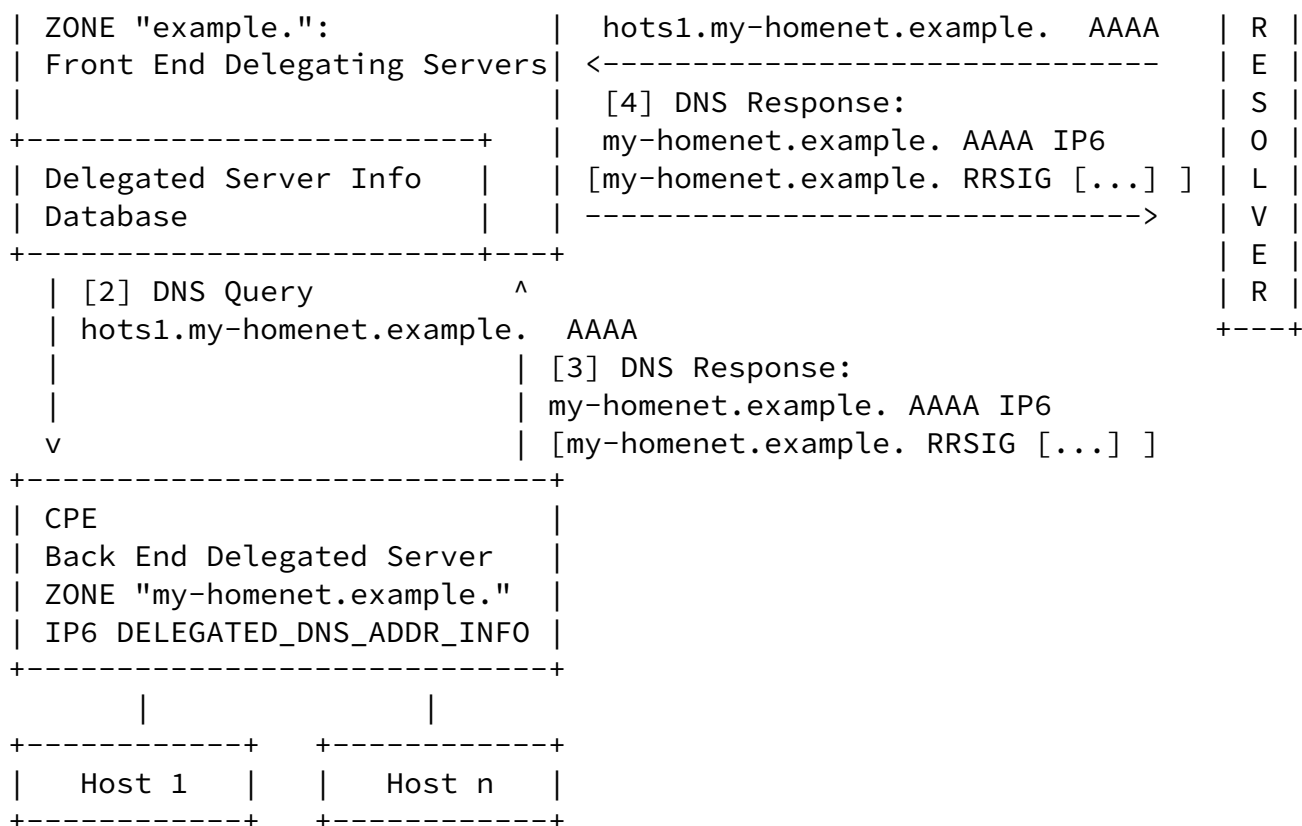 | ZONE "example.":            |  hots1.my-homenet.example.  AAAA   | R |
| Front End Delegating Servers| <-------------------------------   | E |
|                             |  [4] DNS Response:                 | S |
+-------------------------+   |  my-homenet.example. AAAA IP6      | O |
| Delegated Server Info   |   | [my-homenet.example. RRSIG [...] ] | L |
| Database                |   | ------------------------------->   | V |
+-------------------------+---+                                    | E |
  | [2] DNS Query           ^                                      | R |
  | hots1.my-homenet.example.  AAAA                                +---+
  |                         | [3] DNS Response:
  |                         | my-homenet.example. AAAA IP6
  v                         | [my-homenet.example. RRSIG [...] ]
+-----------------------------+
| CPE                         |
| Back End Delegated Server   |
| ZONE "my-homenet.example."  |
| IP6 DELEGATED_DNS_ADDR_INFO |
+-----------------------------+
       |               |
+------------+   +------------+
|   Host 1   |   |   Host n   |
+------------+   +------------+